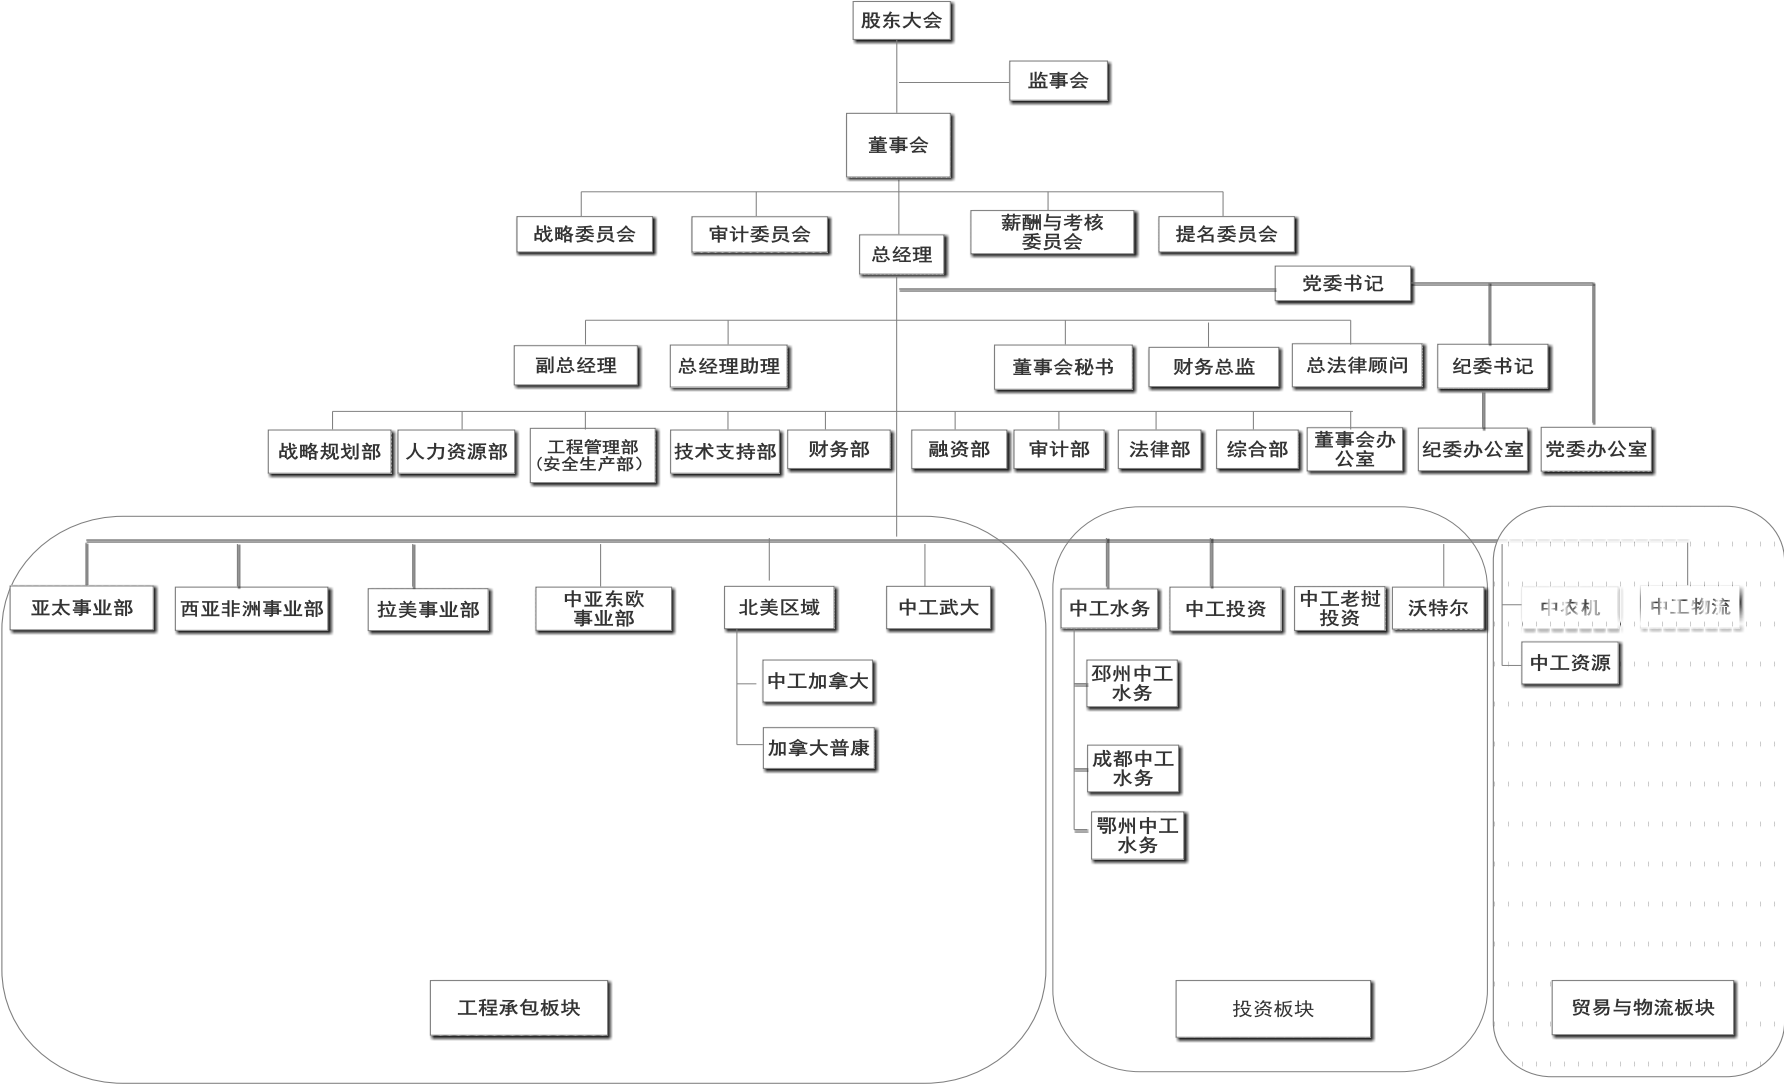 股东大会
监事会
董事会
战略委员会
审计委员会
薪酬与考核
委员会
提名委员会
总经理
党委书记
副总经理
总经理助理
董事会秘书
财务总监
总法律顾问
纪委书记
战略规划部
人力资源部
工程管理部
（安全生产部）
技术支持部
财务部
融资部
审计部
法律部
综合部
董事会办
公室
纪委办公室
党委办公室
亚太事业部
西亚非洲事业部
拉美事业部
中亚东欧
事业部
北美区域
中工武大
中工水务
中工投资
中工老挝
投资
沃特尔
中农机
中工物流
中工资源
中工加拿大
加拿大普康
邳州中工
水务
成都中工
水务
鄂州中工
水务
工程承包板块
投资板块
贸易与物流板块